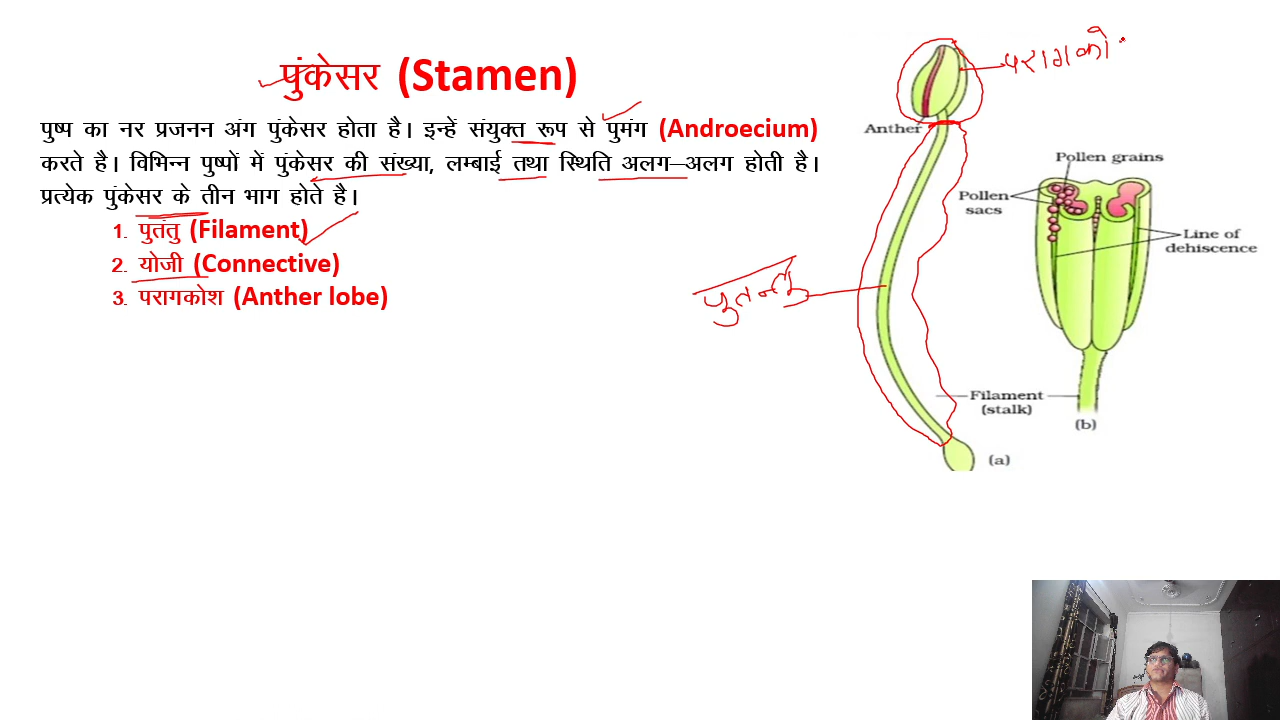 पुंकेसर (Stamen)
पुष्प का नर प्रजनन अंग पुंकेसर होता है। इन्हें संयुक्त रूप से पुमंग (Androecium)
करते है। विभिन्न पुष्पों में पुंकेसर की संख्या, लम्बाई तथा स्थिति अलग–अलग होती है।
प्रत्येक पुंकेसर के तीन भाग होते है।
1. पुतंतु (Filament)
2. योजी (Connective)
3. परागकोश (Anther lobe)
परागको
Anther
Pollen grains
Pollen
sacs
Line of
dehiscence
पुतन्तु
Filament
(stalk)
(b)
(a)